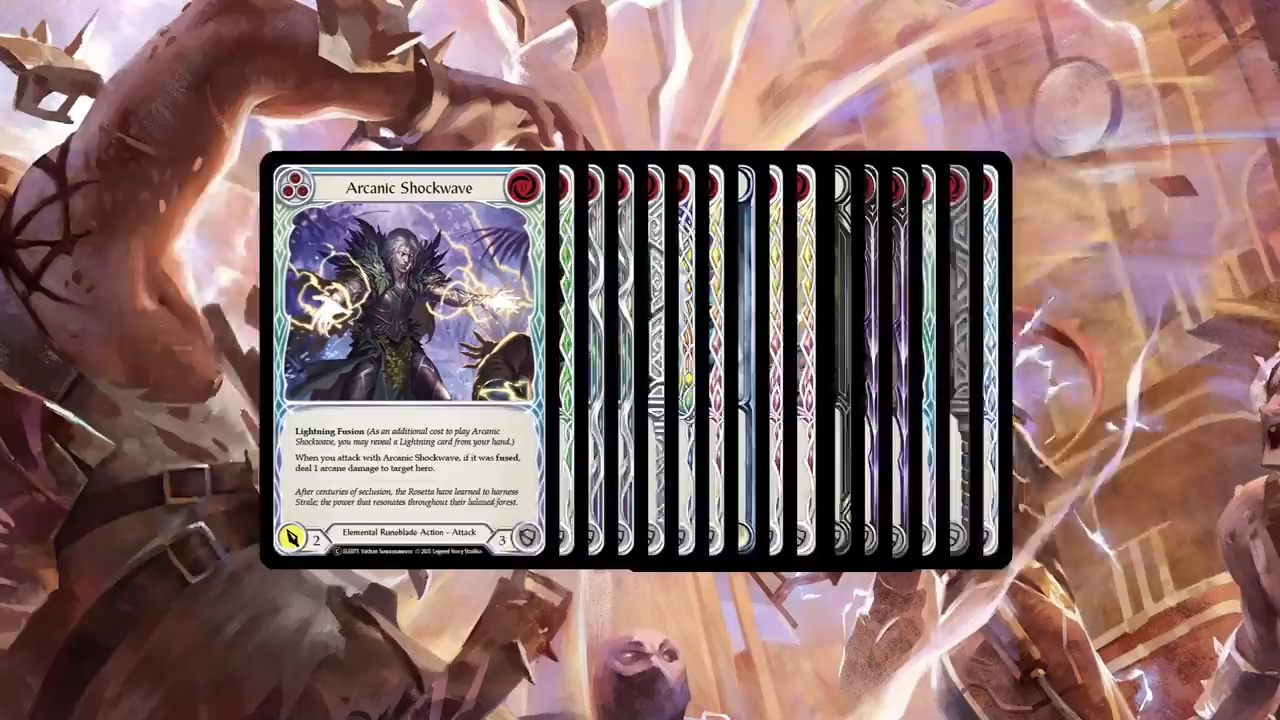 Arcanic Shockwave
Lightning Fusion (As an additional cost to play Arcanic
Shockwave, you may reveal a Lightning card from your hand.)
When you attack with Arcanic Shockwave, if it was fused,
deal 1 arcane damage to target hero.
After centuries of seclusion, the Rosetta have learned to harness
Strale; the power that resonates throughout their beloved forest.
2
Elemental Runeblade Action – Attack
3